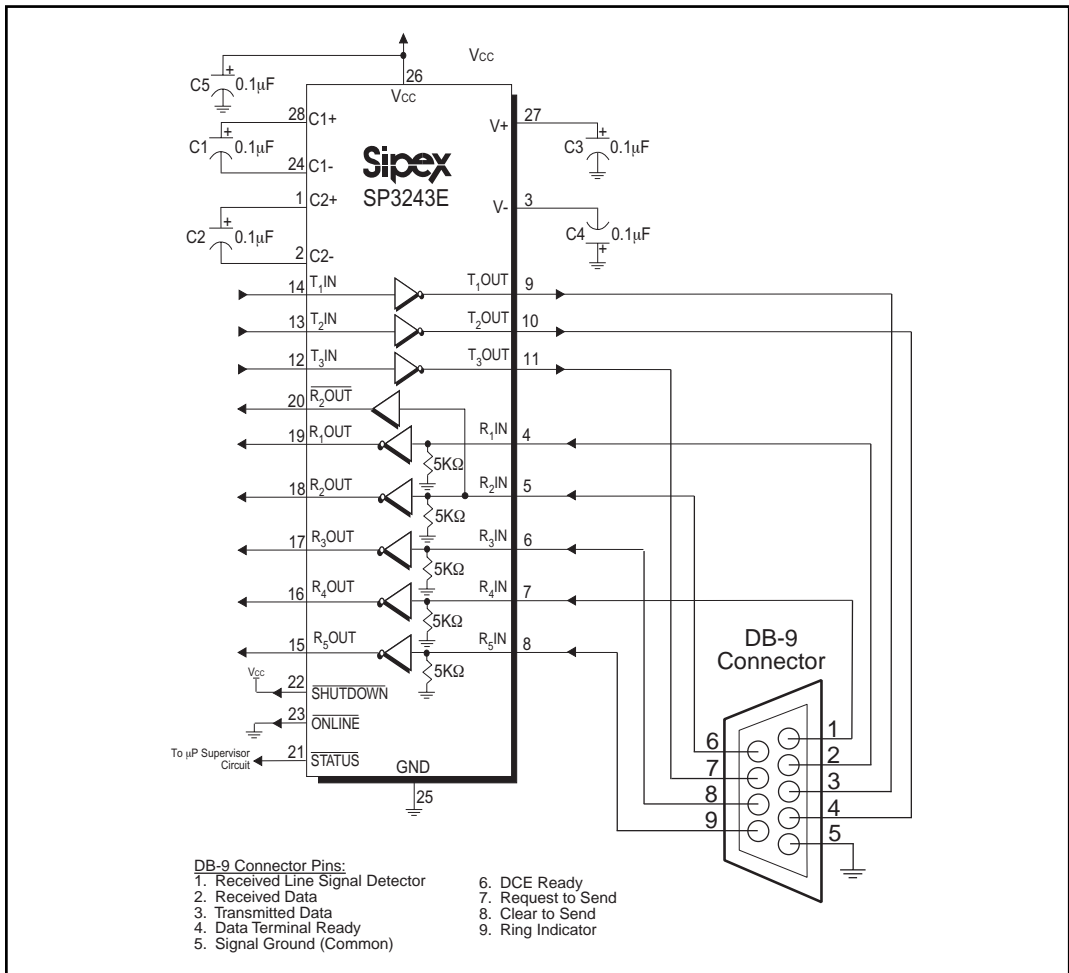 Vcc
26
Vcc
C5 + 0.1µF
28 C1+
C1 + 0.1µF
24 C1-
1 C2+
C2 + 0.1µF
2 C2-
Sipex
SP3243E
V+ 27
C3 + 0.1µF
V- 3
C4 0.1µF +
14 T1IN T1OUT 9
13 T2IN T2OUT 10
12 T3IN T3OUT 11
20 R2OUT
19 R1OUT R1IN 4
5KΩ
18 R2OUT R2IN 5
5KΩ
17 R3OUT R3IN 6
5KΩ
16 R4OUT R4IN 7
5KΩ
15 R5OUT R5IN 8
5KΩ
Vcc
22 SHUTDOWN
23 ONLINE
To µP Supervisor
Circuit
21 STATUS
GND
25
DB-9
Connector
6
7
8
9
1
2
3
4
5
DB-9 Connector Pins:
1. Received Line Signal Detector
2. Received Data
3. Transmitted Data
4. Data Terminal Ready
5. Signal Ground (Common)
6. DCE Ready
7. Request to Send
8. Clear to Send
9. Ring Indicator